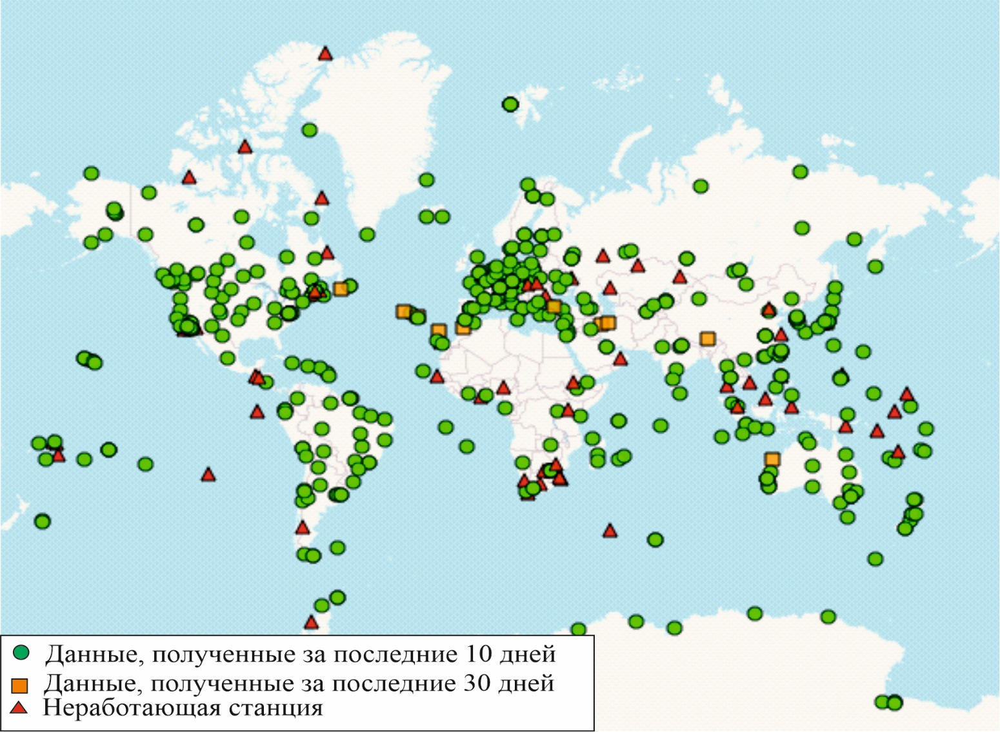 Данные, полученные за последние 10 дней
Данные, полученные за последние 30 дней
Неработающая станция